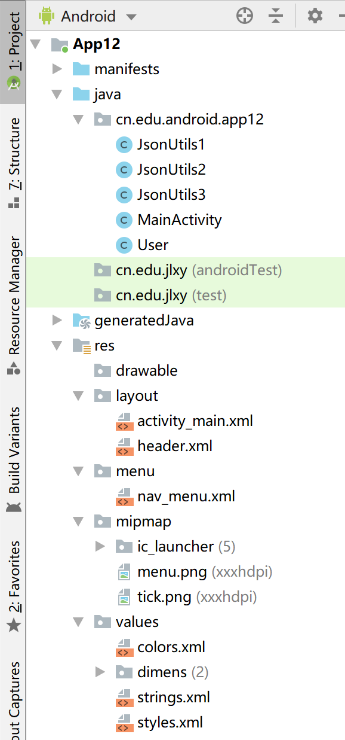 Android
App12
manifests
java
cn.edu.android.app12
JsonUtils1
JsonUtils2
JsonUtils3
MainActivity
User
cn.edu.jlxy (androidTest)
cn.edu.jlxy (test)
generatedJava
res
drawable
layout
activity_main.xml
header.xml
menu
nav_menu.xml
mipmap
ic_launcher (5)
menu.png (xxxhdpi)
tick.png (xxxhdpi)
values
colors.xml
dimens (2)
strings.xml
styles.xml
1: Project
7: Structure
Resource Manager
Build Variants
2: Favorites
out Captures